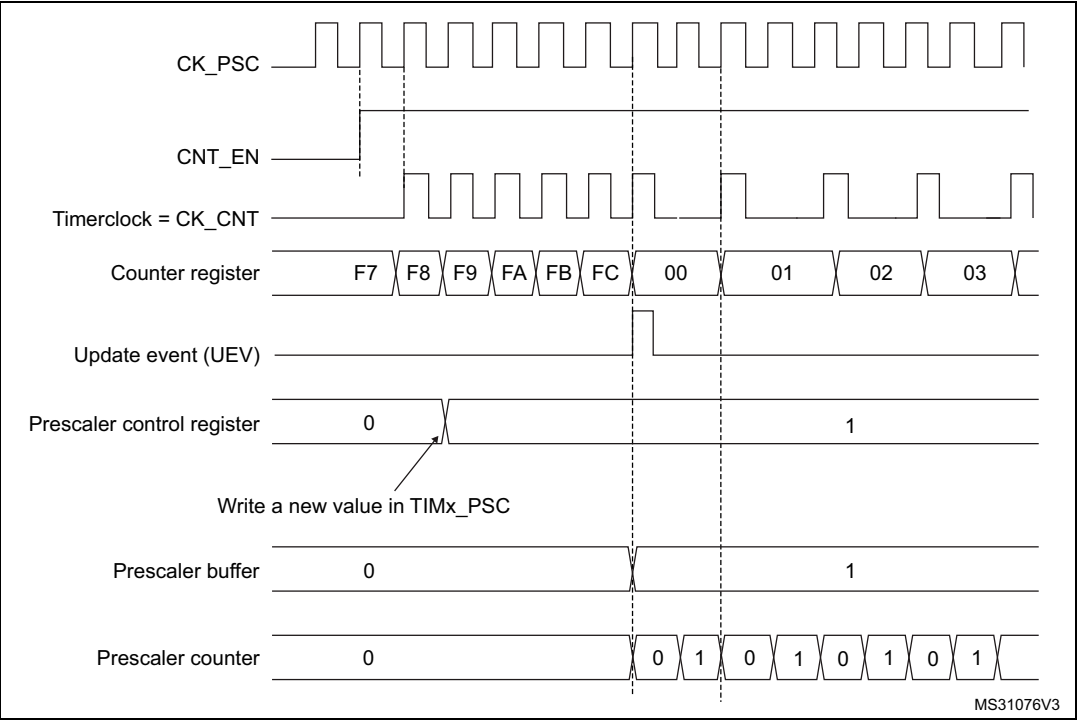 CK_PSC
CNT_EN
Timerclock = CK_CNT
Counter register F7 F8 F9 FA FB FC 00 01 02 03
Update event (UEV)
Prescaler control register 0 1
Write a new value in TIMx_PSC
Prescaler buffer 0 1
Prescaler counter 0 0 1 0 1 0 1 0 1
MS31076V3